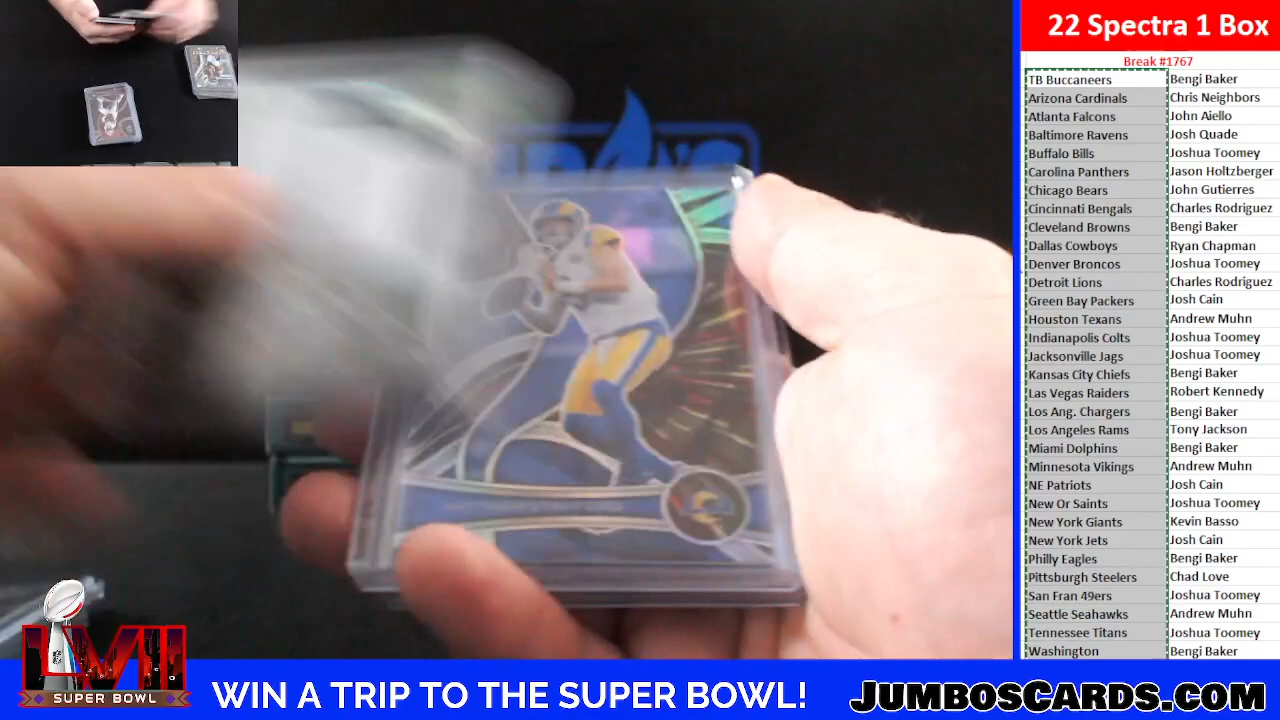 22 Spectra 1 Box
Break #1767
TB Buccaneers Bengi Baker
Arizona Cardinals Chris Neighbors
Atlanta Falcons John Aiello
Baltimore Ravens Josh Quade
Buffalo Bills Joshua Toomey
Carolina Panthers Jason Holtzberger
Chicago Bears John Gutierres
Cincinnati Bengals Charles Rodriguez
Cleveland Browns Bengi Baker
Dallas Cowboys Ryan Chapman
Denver Broncos Joshua Toomey
Detroit Lions Charles Rodriguez
Green Bay Packers Josh Cain
Houston Texans Andrew Muhn
Indianapolis Colts Joshua Toomey
Jacksonville Jags Joshua Toomey
Kansas City Chiefs Bengi Baker
Las Vegas Raiders Robert Kennedy
Los Ang. Chargers Bengi Baker
Los Angeles Rams Tony Jackson
Miami Dolphins Bengi Baker
Minnesota Vikings Andrew Muhn
NE Patriots Josh Cain
New Or Saints Joshua Toomey
New York Giants Kevin Basso
New York Jets Josh Cain
Philly Eagles Bengi Baker
Pittsburgh Steelers Chad Love
San Fran 49ers Joshua Toomey
Seattle Seahawks Andrew Muhn
Tennessee Titans Joshua Toomey
Washington Bengi Baker
LVII
SUPER BOWL
WIN A TRIP TO THE SUPER BOWL!
JUMBOSCARDS.COM